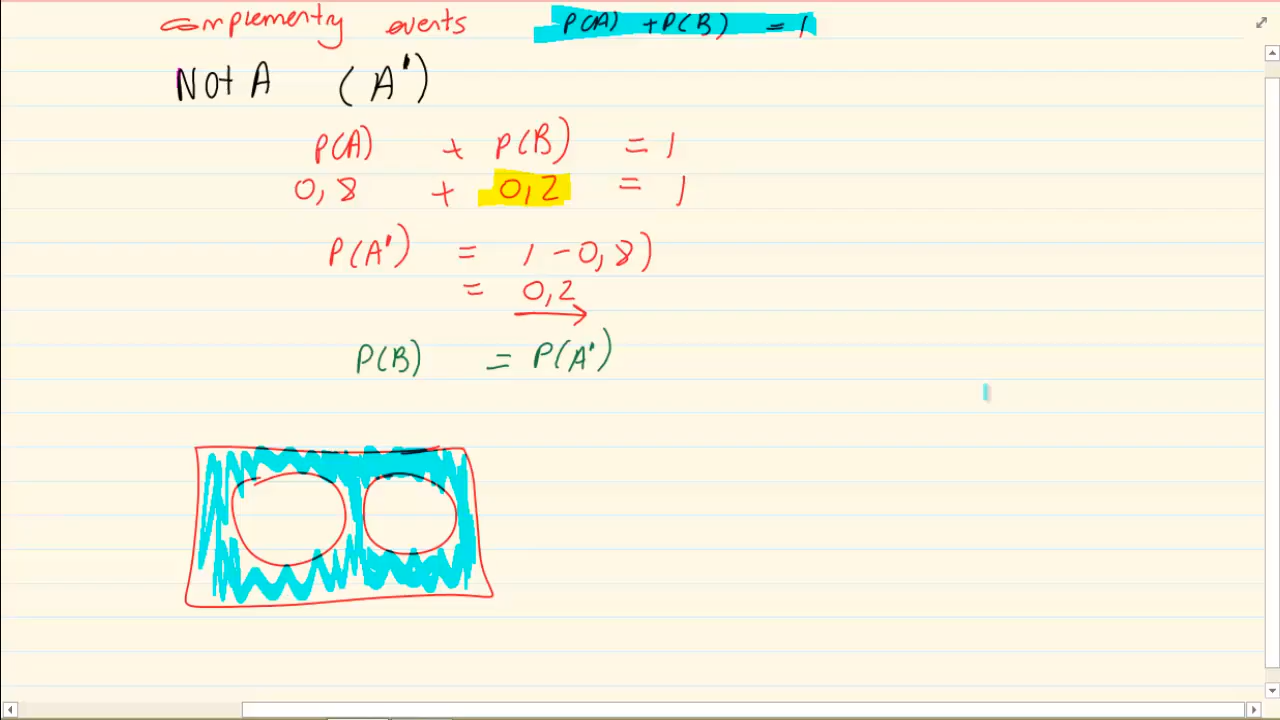 complementry events P(A) + P(B) = 1
Not A (A')
P(A) + P(B) = 1
0,8 + 0,2 = 1
P(A') = 1 - 0,8)
= 0,2
P(B) = P(A')